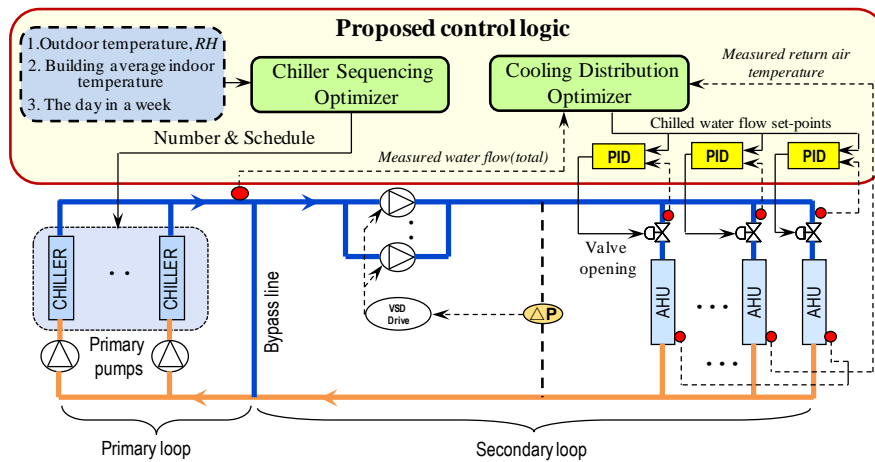 Proposed control logic
1.Outdoor temperature, RH
2. Building average indoor
temperature
3. The day in a week
Chiller Sequencing
Optimizer
Cooling Distribution
Optimizer
Measured return air
temperature
Number & Schedule
Measured water flow(total)
Chilled water flow set-points
PID
PID
PID
CHILLER
. .
CHILLER
Primary
pumps
Bypass line
VSD
Drive
△P
Valve
opening
AHU
. . .
AHU
AHU
. . .
Primary loop
Secondary loop